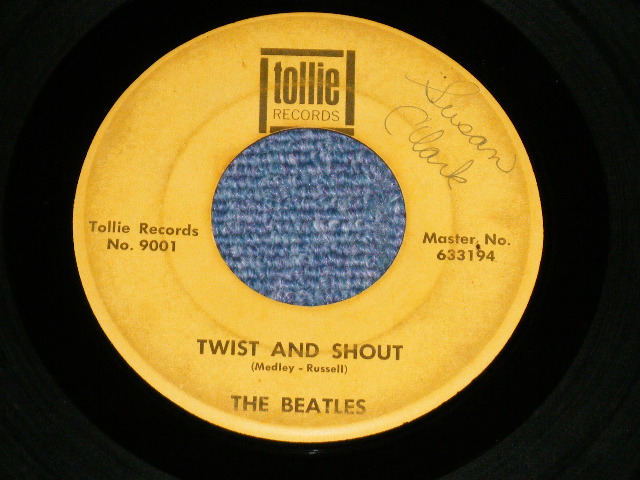 tollie
RECORDS
Susan
Clark
Tollie Records
No. 9001
Master. No.
633194
TWIST AND SHOUT
(Medley - Russell)
THE BEATLES